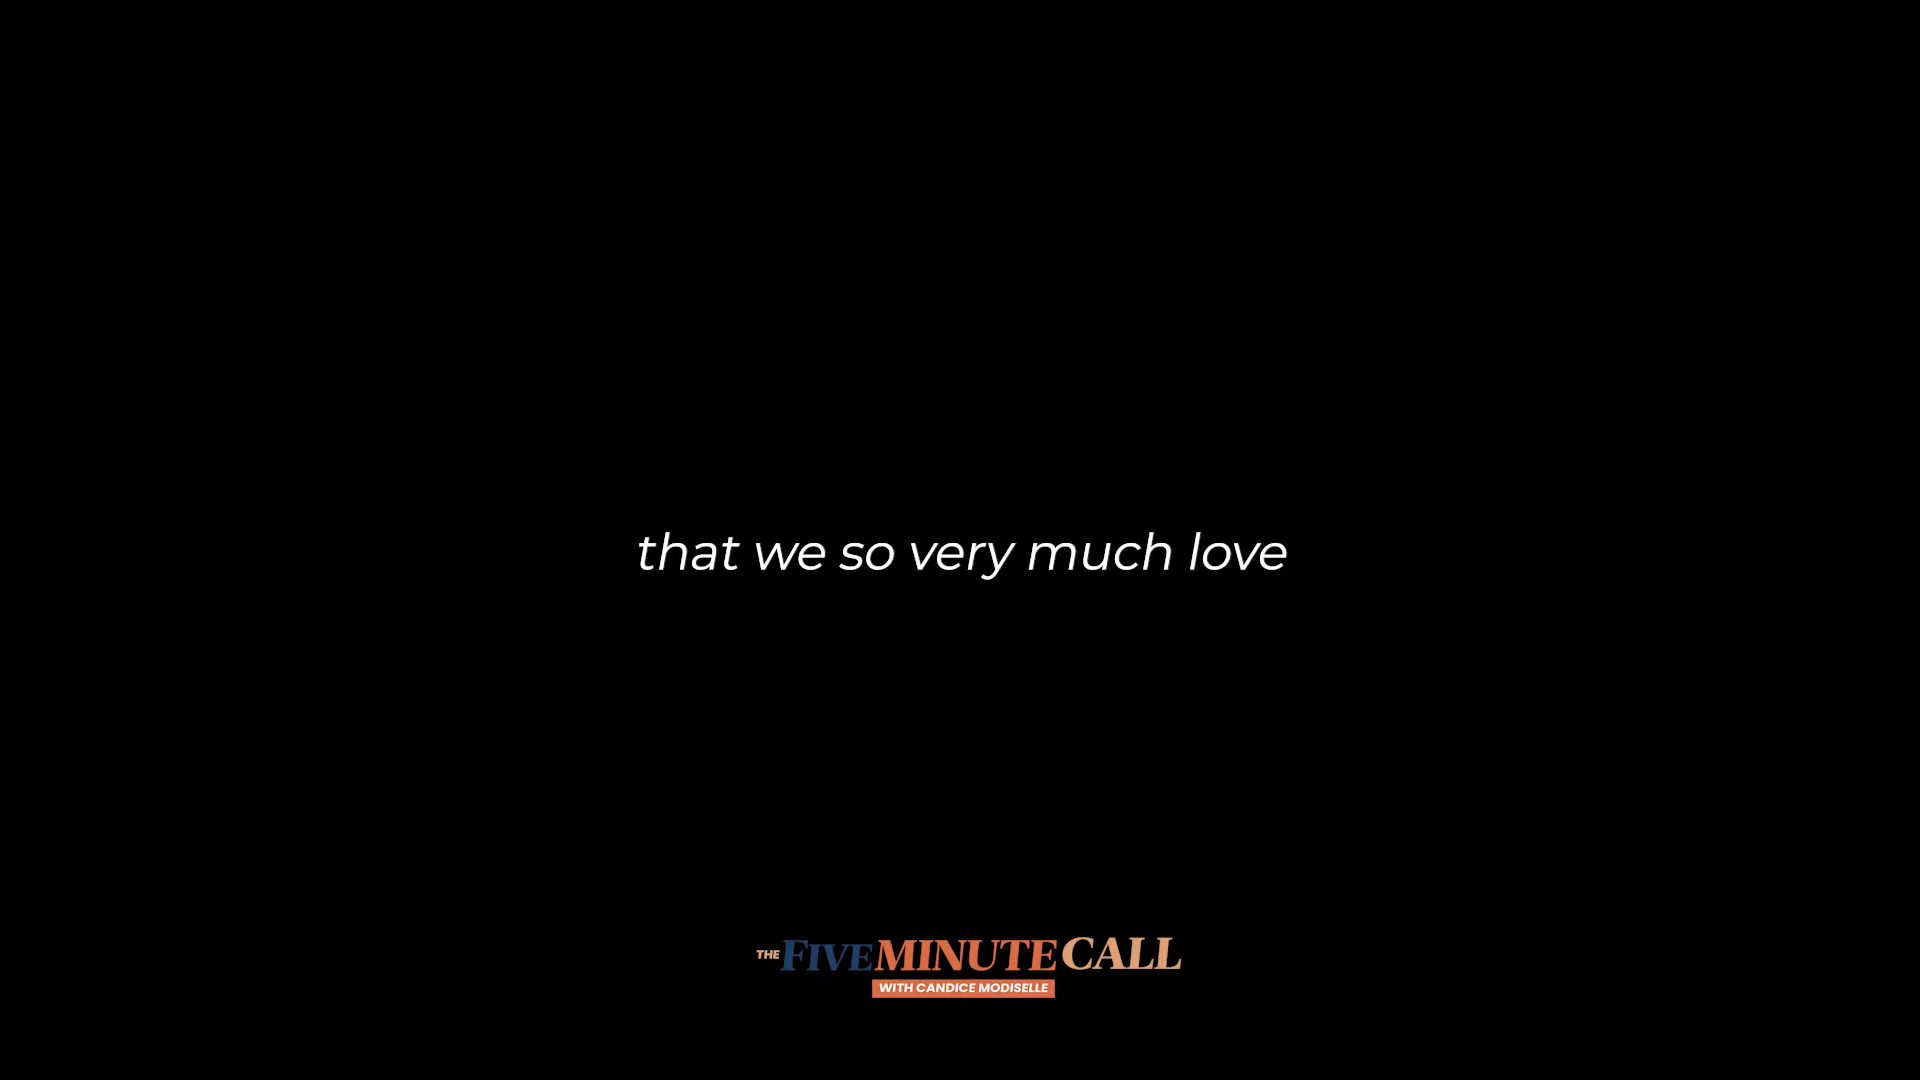 that we so very much love
THE FIVE MINUTE CALL
WITH CANDICE MODISELLE